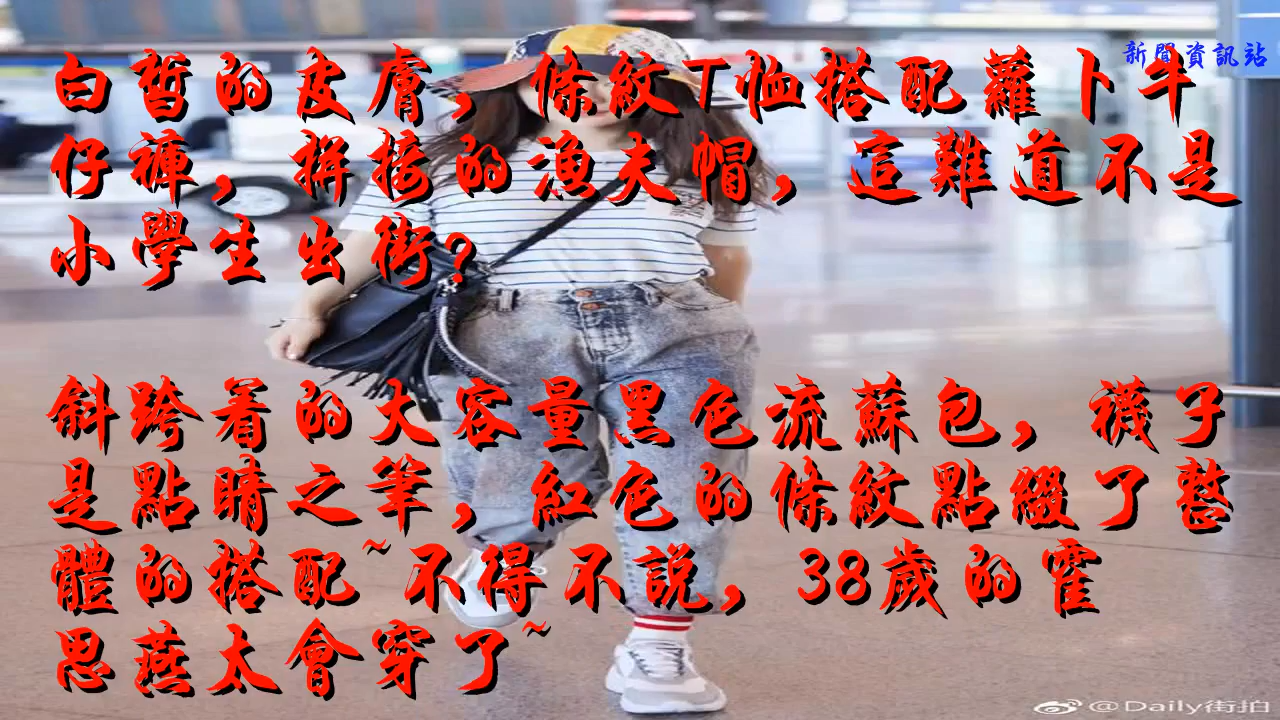 新聞資訊站
白皙的皮膚，條紋T恤搭配蘿卜牛
仔褲，拼接的漁夫帽，這難道不是
小學生出街？
斜跨着的大容量黑色流蘇包，襪子
是點睛之筆，紅色的條紋點綴了整
體的搭配~不得不說，38歲的霍
思燕太會穿了~
@Daily街拍